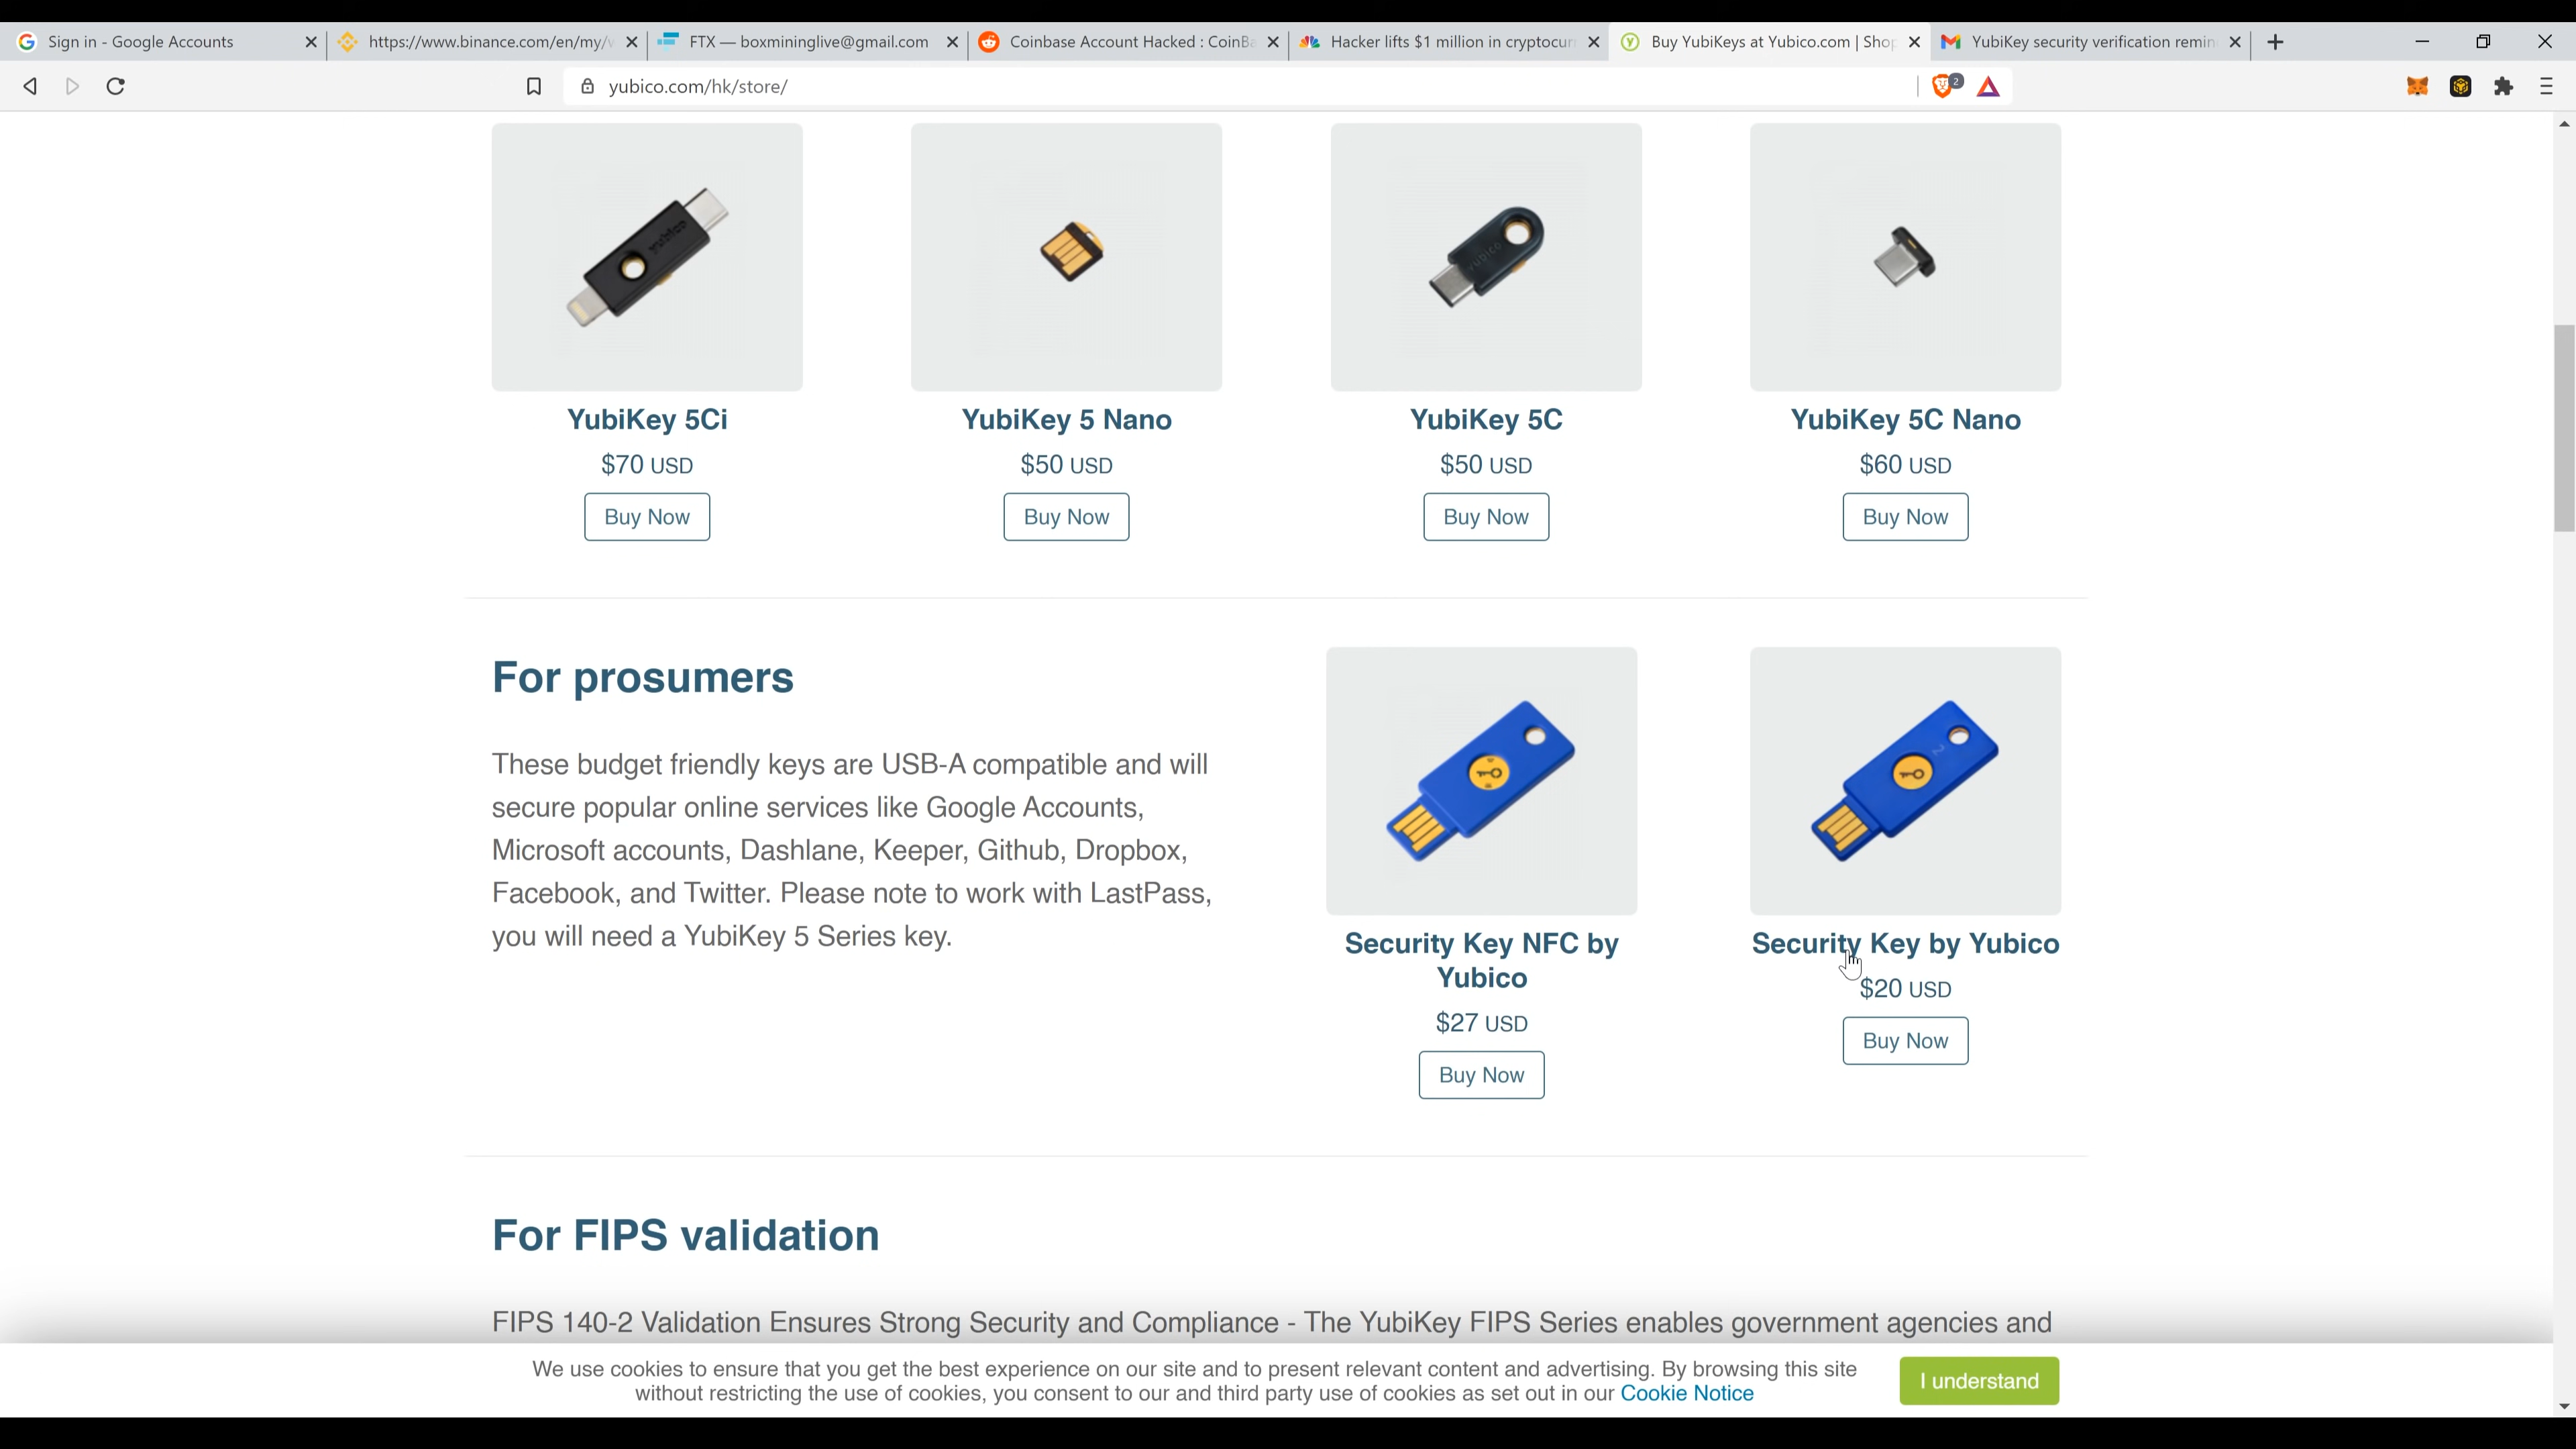 Sign in - Google Accounts
https://www.binance.com/en/my/
FTX — boxmininglive@gmail.com
Coinbase Account Hacked : CoinBa
Hacker lifts $1 million in cryptocurr
Buy YubiKeys at Yubico.com | Shop
YubiKey security verification remin
yubico.com/hk/store/
2
YubiKey 5Ci
$70 USD
Buy Now
YubiKey 5 Nano
$50 USD
Buy Now
YubiKey 5C
$50 USD
Buy Now
YubiKey 5C Nano
$60 USD
Buy Now
For prosumers
These budget friendly keys are USB-A compatible and will
secure popular online services like Google Accounts,
Microsoft accounts, Dashlane, Keeper, Github, Dropbox,
Facebook, and Twitter. Please note to work with LastPass,
you will need a YubiKey 5 Series key.
Security Key NFC by
Yubico
$27 USD
Buy Now
Security Key by Yubico
$20 USD
Buy Now
For FIPS validation
FIPS 140-2 Validation Ensures Strong Security and Compliance - The YubiKey FIPS Series enables government agencies and
We use cookies to ensure that you get the best experience on our site and to present relevant content and advertising. By browsing this site
without restricting the use of cookies, you consent to our and third party use of cookies as set out in our Cookie Notice
I understand